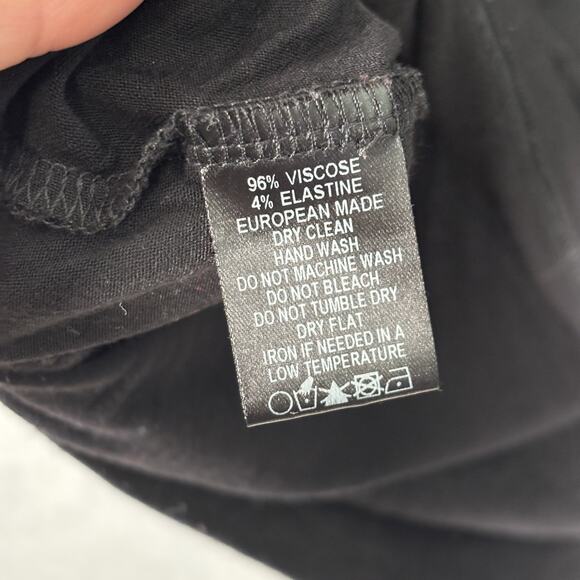 96% VISCOSE
4% ELASTINE
EUROPEAN MADE
DRY CLEAN
HAND WASH
DO NOT MACHINE WASH
DO NOT BLEACH
DO NOT TUMBLE DRY
DRY FLAT
IRON IF NEEDED IN A
LOW TEMPERATURE